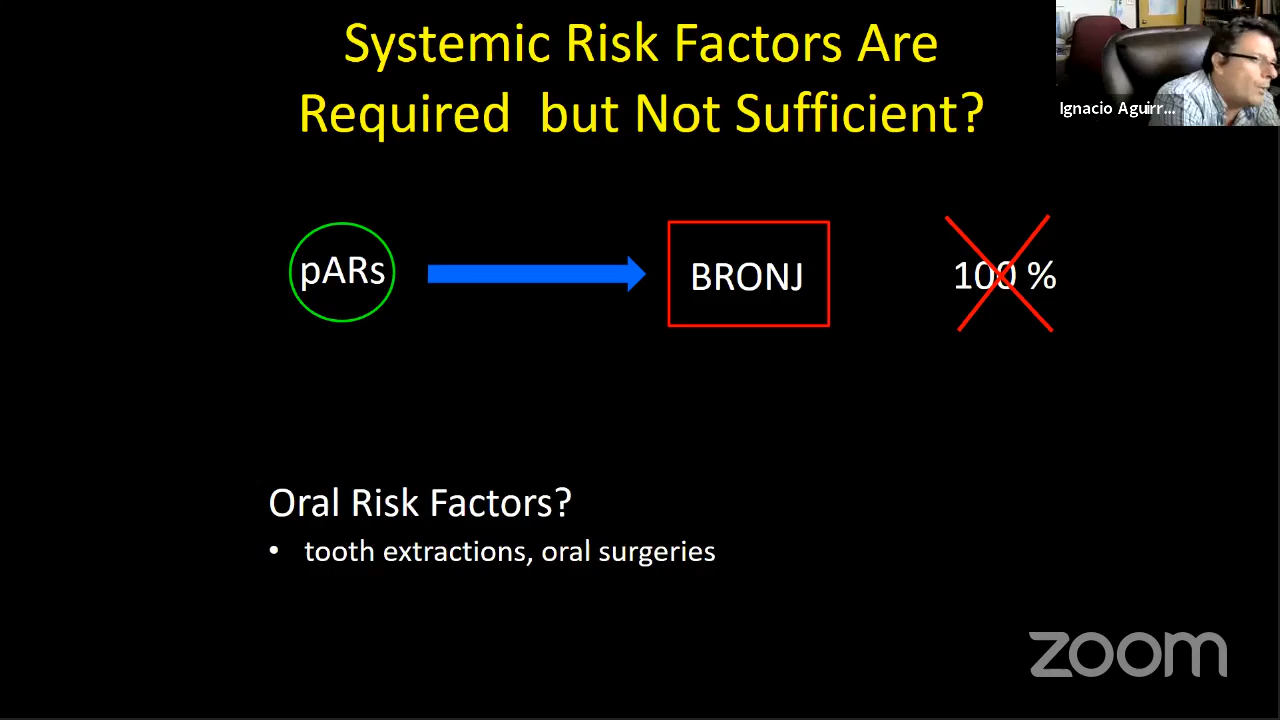 Systemic Risk Factors Are
Required but Not Sufficient?
Ignacio Aguirr...
pARs
BRONJ
100 %
Oral Risk Factors?
• tooth extractions, oral surgeries
zoom